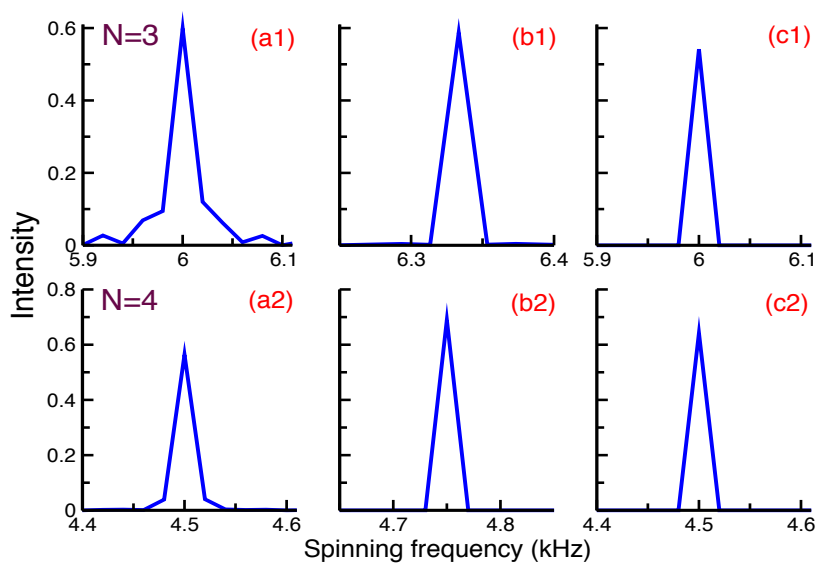 N=3 (a1) (b1) (c1)
0.6
0.4
0.2
0
5.9 6 6.1 6.3 6.4 5.9 6 6.1
Intensity
N=4 (a2) (b2) (c2)
0.8
0.6
0.4
0.2
0
4.4 4.5 4.6 4.7 4.8 4.4 4.5 4.6
Spinning frequency (kHz)